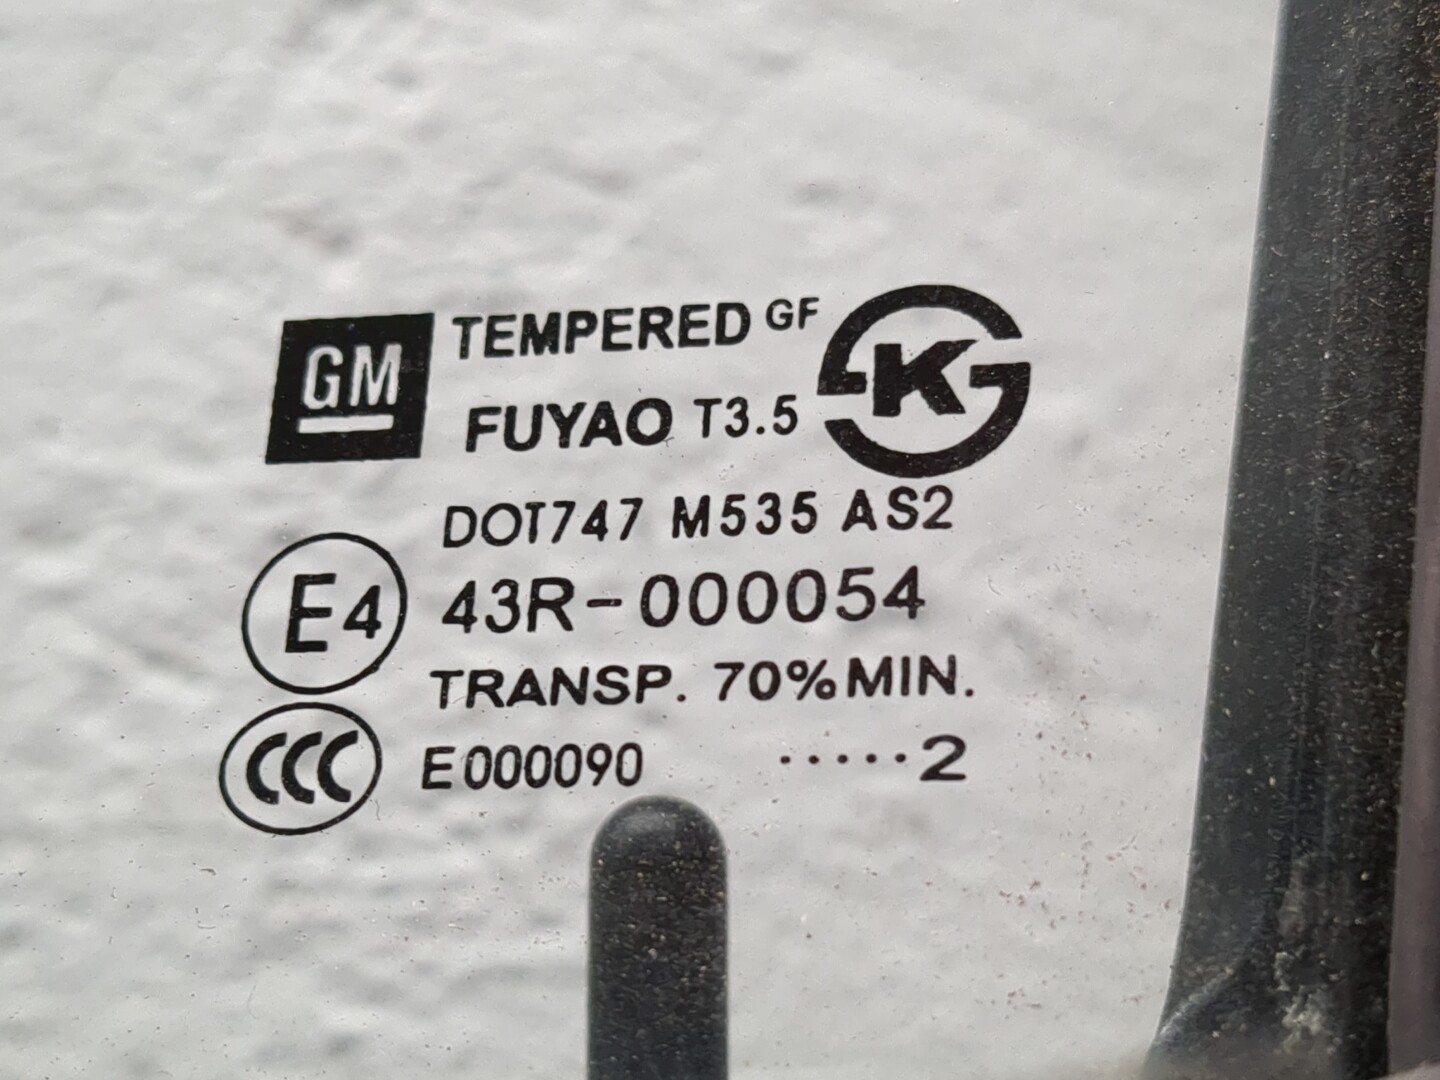 GM TEMPERED GF
FUYAO T3.5 K
DOT747 M535 AS2
E4 43R-000054
TRANSP. 70% MIN.
CCC E000090 ·····2